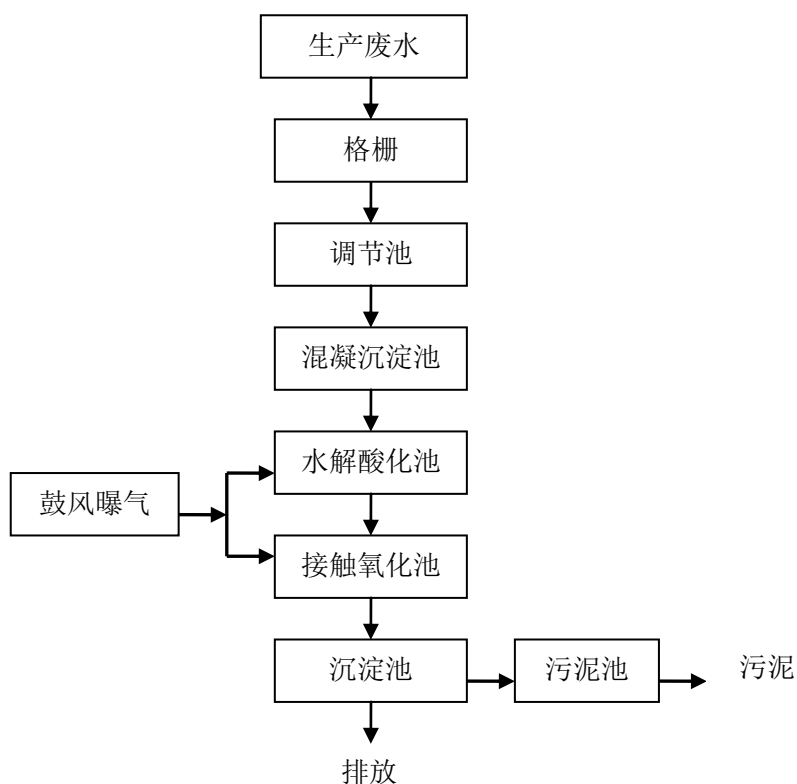 生产废水
格栅
调节池
混凝沉淀池
水解酸化池
鼓风曝气
接触氧化池
沉淀池
污泥池
污泥
排放